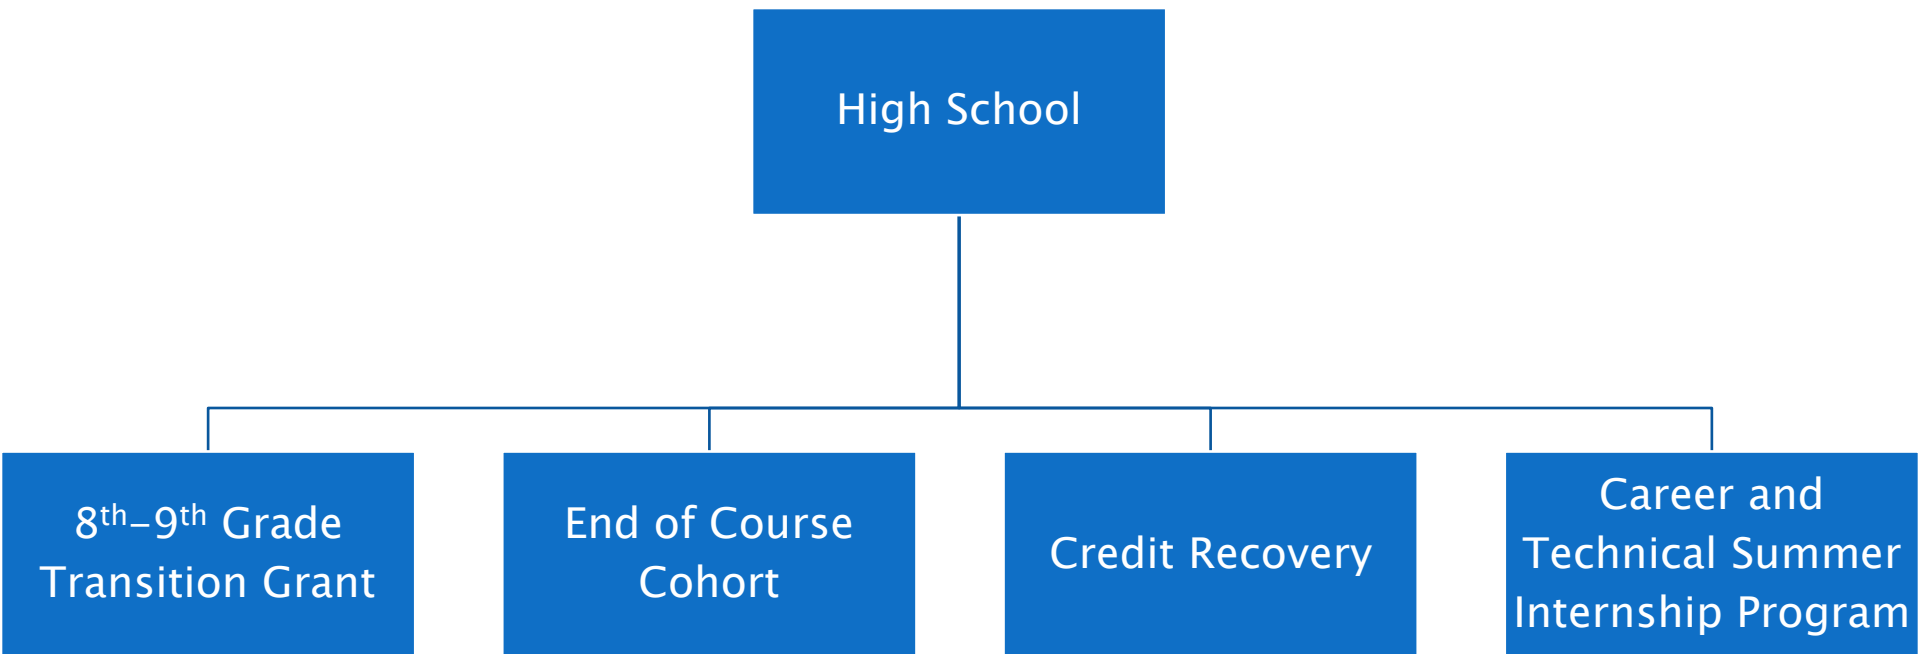 High School
8th–9th Grade
Transition Grant
End of Course
Cohort
Credit Recovery
Career and
Technical Summer
Internship Program